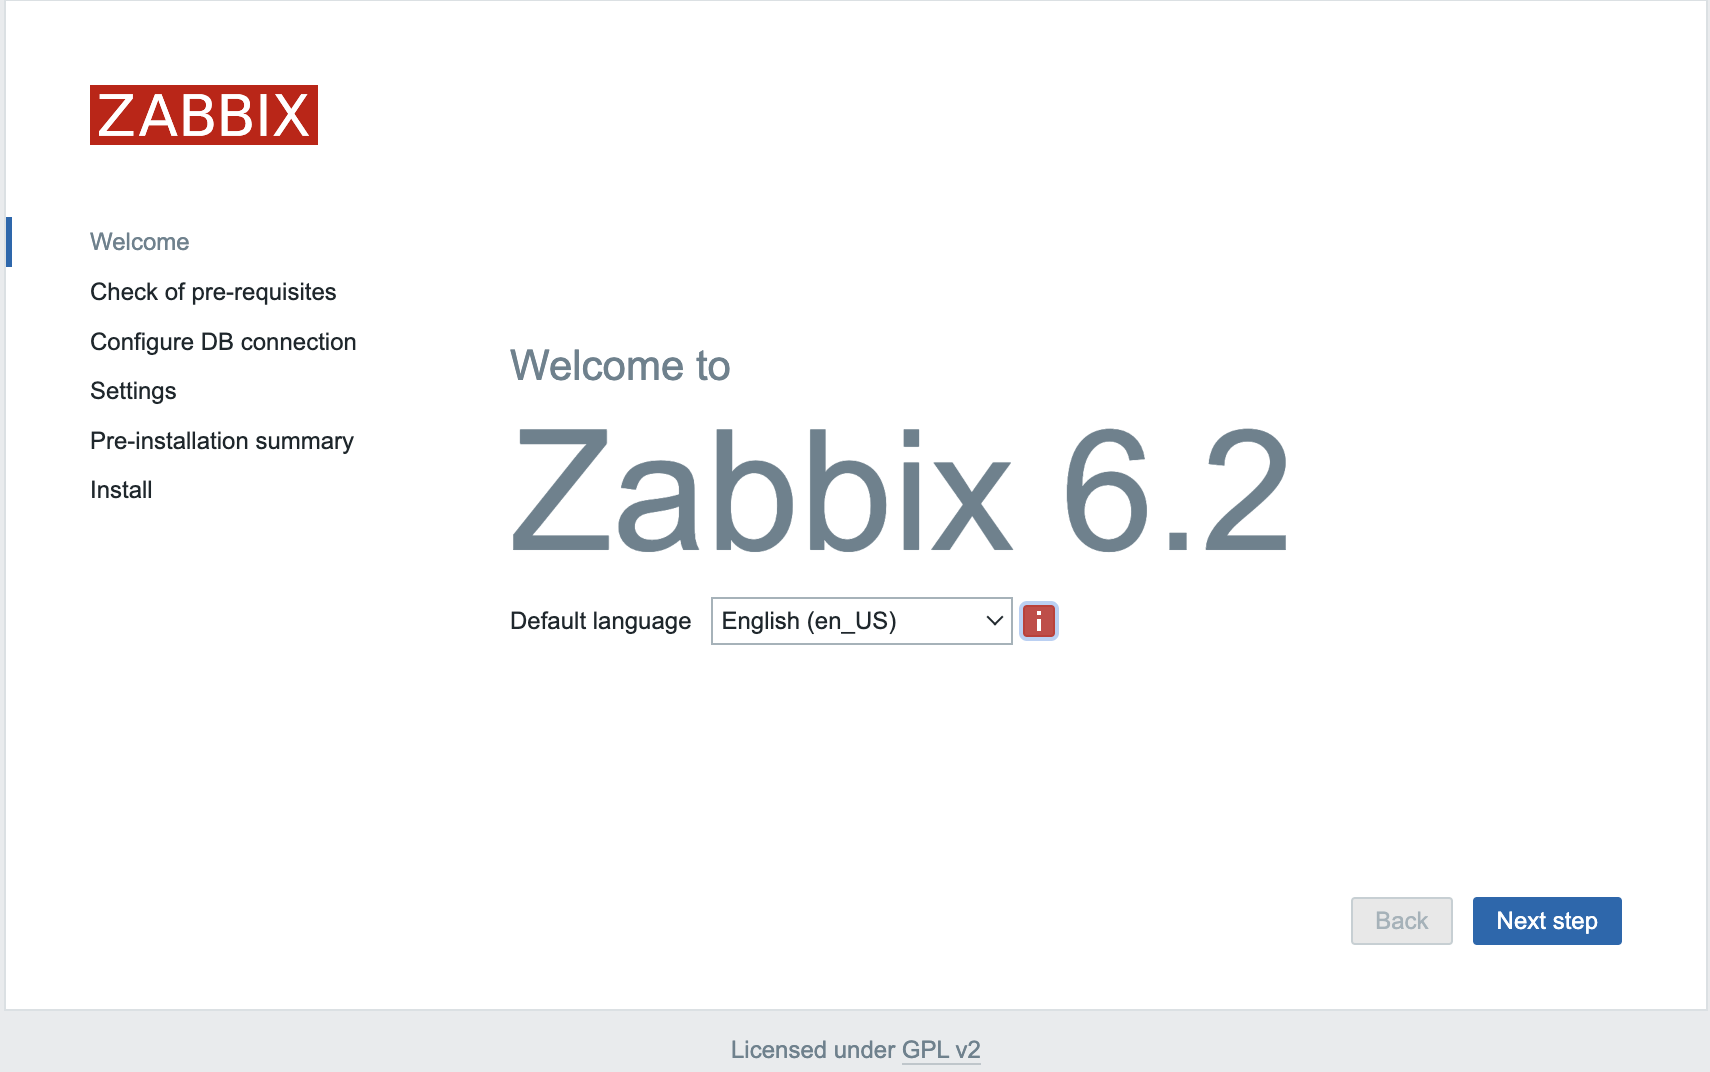 ZABBIX
Welcome
Check of pre-requisites
Configure DB connection
Settings
Pre-installation summary
Install
Welcome to
Zabbix 6.2
Default language English (en_US) i
Back Next step
Licensed under GPL v2